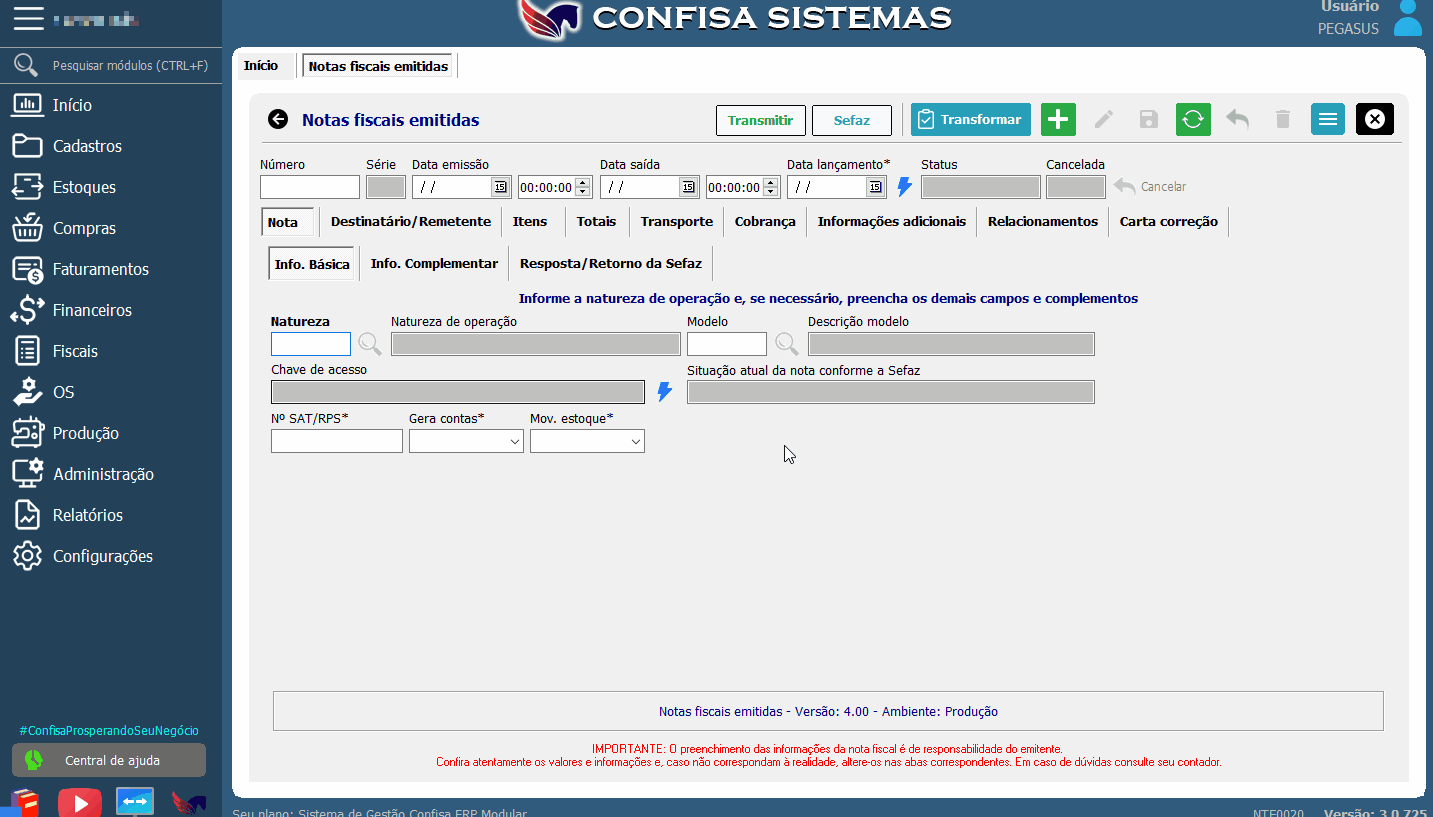 CONFISA SISTEMAS
Usuário
PEGASUS
Pesquisar módulos (CTRL+F)
Início
Cadastros
Estoques
Compras
Faturamentos
Financeiros
Fiscais
OS
Produção
Administração
Relatórios
Configurações
#ConfisaProsperandoSeuNegócio
Central de ajuda
Início Notas fiscais emitidas
Notas fiscais emitidas Transmitir Sefaz Transformar
Número Série Data emissão Data saída Data lançamento* Status Cancelada
/ / 15 00:00:00 / / 15 00:00:00 / / 15 Cancelar
Nota Destinatário/Remetente Itens Totais Transporte Cobrança Informações adicionais Relacionamentos Carta correção
Info. Básica Info. Complementar Resposta/Retorno da Sefaz
Informe a natureza de operação e, se necessário, preencha os demais campos e complementos
Natureza Natureza de operação Modelo Descrição modelo
Chave de acesso Situação atual da nota conforme a Sefaz
Nº SAT/RPS* Gera contas* Mov. estoque*
Notas fiscais emitidas - Versão: 4.00 - Ambiente: Produção
IMPORTANTE: O preenchimento das informações da nota fiscal é de responsabilidade do emitente.
Confira atentamente os valores e informações e, caso não correspondam à realidade, altere-os nas abas correspondentes. Em caso de dúvidas consulte seu contador.
Seu plano: Sistema de Gestão Confisa ERP Modular NTF0020 Versão: 3.0.725